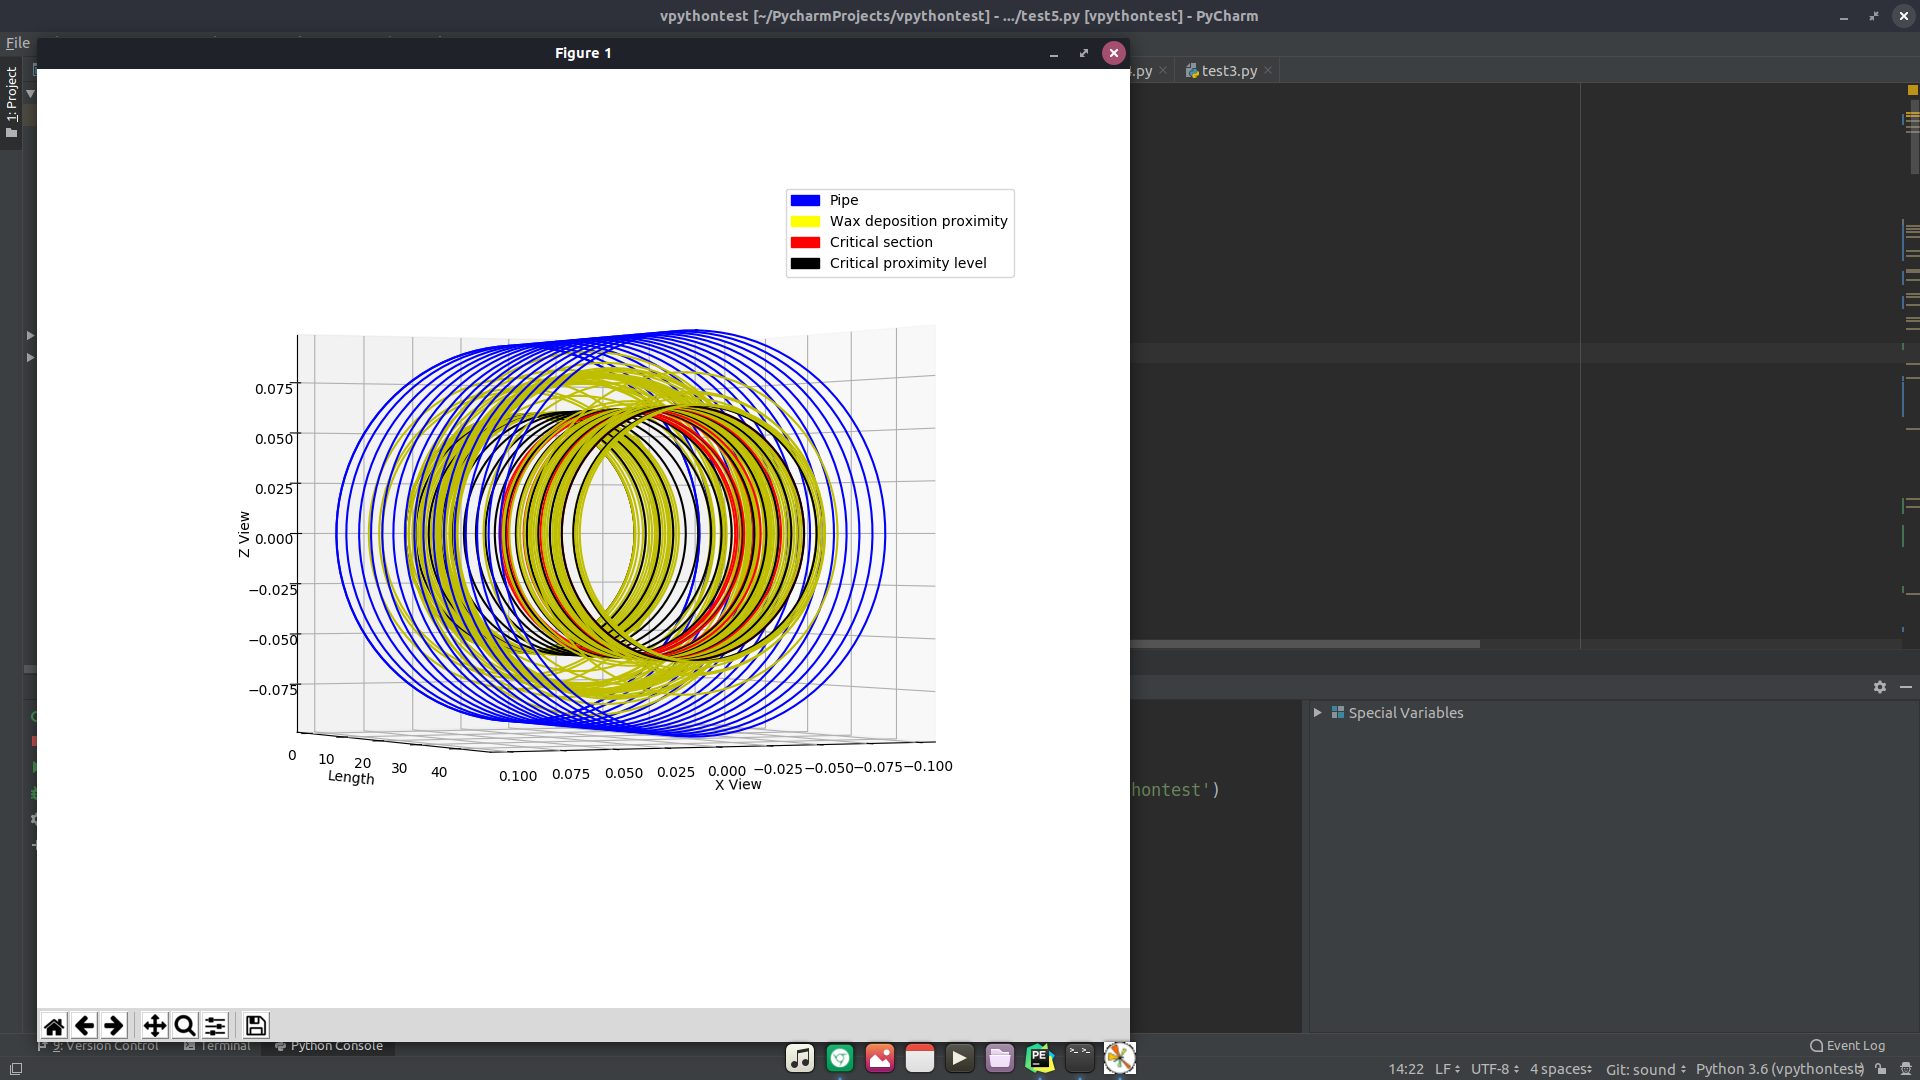 vpythontest [~/PycharmProjects/vpythontest] - .../test5.py [vpythontest] - PyCharm
File
Figure 1
.py
test3.py
1: Project
Pipe
Wax deposition proximity
Critical section
Critical proximity level
0.075
0.050
0.025
0.000
−0.025
−0.050
−0.075
Z View
0
10
20
30
40
Length
0.100
0.075
0.050
0.025
0.000
−0.025
−0.050
−0.075
−0.100
X View
Special Variables
hontest')
9: Version Control
Terminal
Python Console
Event Log
PE
14:22
LF
UTF-8
4 spaces
Git: sound
Python 3.6 (vpythontest)